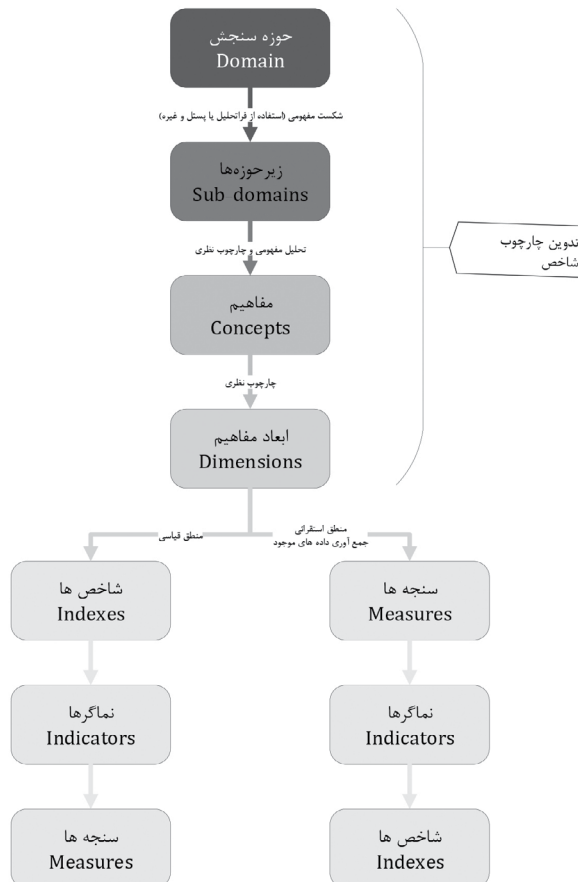 حوزه سنجش
Domain
شکست مفهومی (استفاده از فراتحلیل یا پستل و غیره)
زیرحوزه‌ها
Sub domains
تحلیل مفهومی و چارچوب نظری
مفاهیم
Concepts
چارچوب نظری
ابعاد مفاهیم
Dimensions
تدوین چارچوب
شاخص
منطق استقرائی
جمع آوری داده های موجود
منطق قیاسی
سنجه ها
Measures
نماگرها
Indicators
شاخص ها
Indexes
شاخص ها
Indexes
نماگرها
Indicators
سنجه ها
Measures